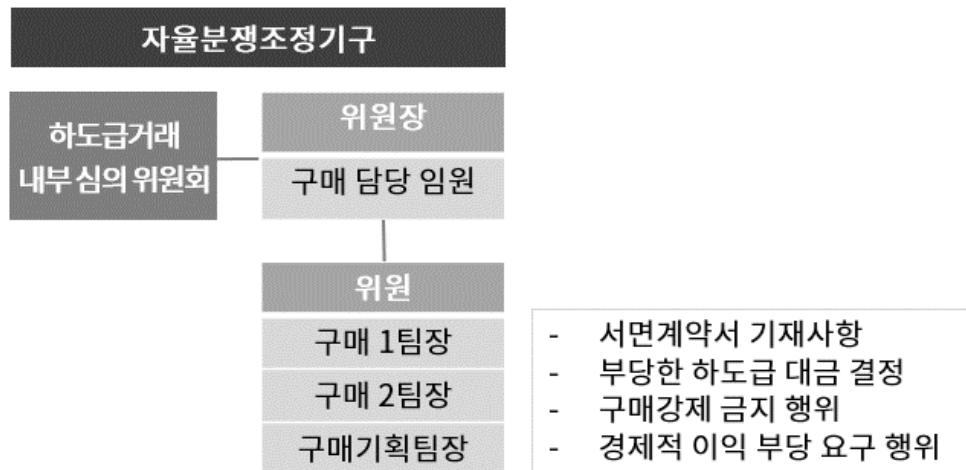 자율분쟁조정기구
하도급거래
내부 심의 위원회
위원장
구매 담당 임원
위원
구매 1팀장
구매 2팀장
구매기획팀장
- 서면계약서 기재사항
- 부당한 하도급 대금 결정
- 구매강제 금지 행위
- 경제적 이익 부당 요구 행위